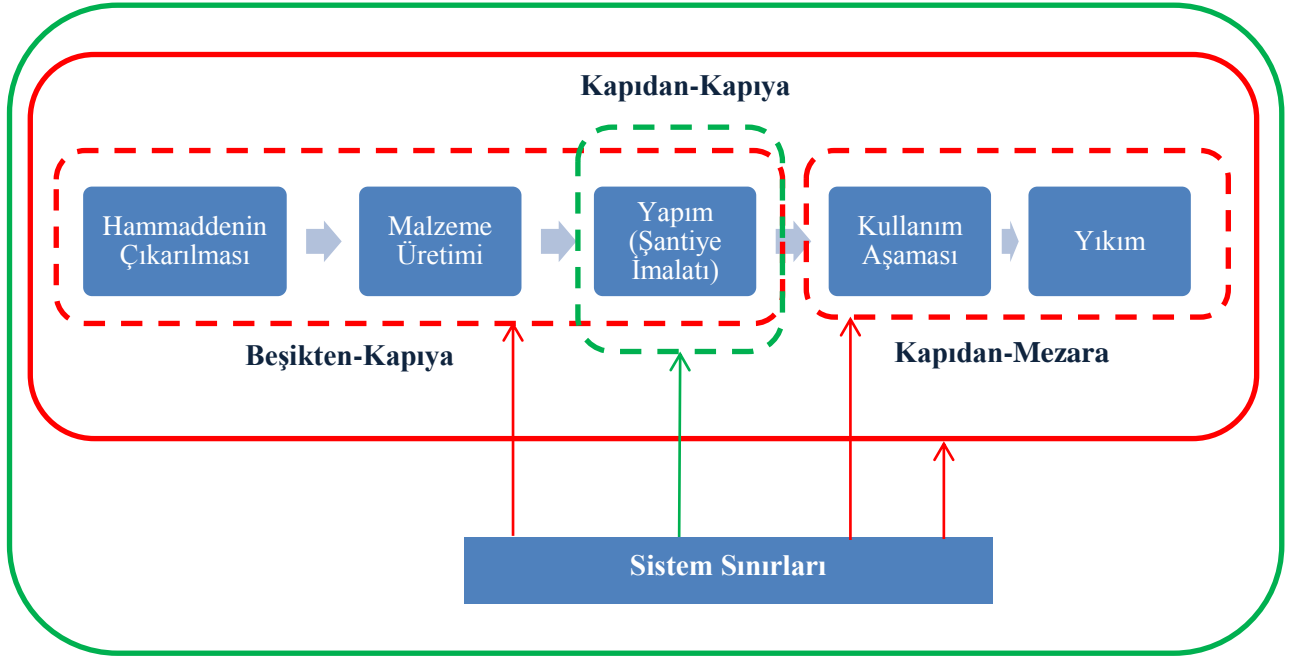 Kapıdan-Kapıya
Hammaddenin
Çıkarılması
Malzeme
Üretimi
Yapım
(Şantiye
İmalatı)
Kullanım
Aşaması
Yıkım
Beşikten-Kapıya
Kapıdan-Mezara
Sistem Sınırları